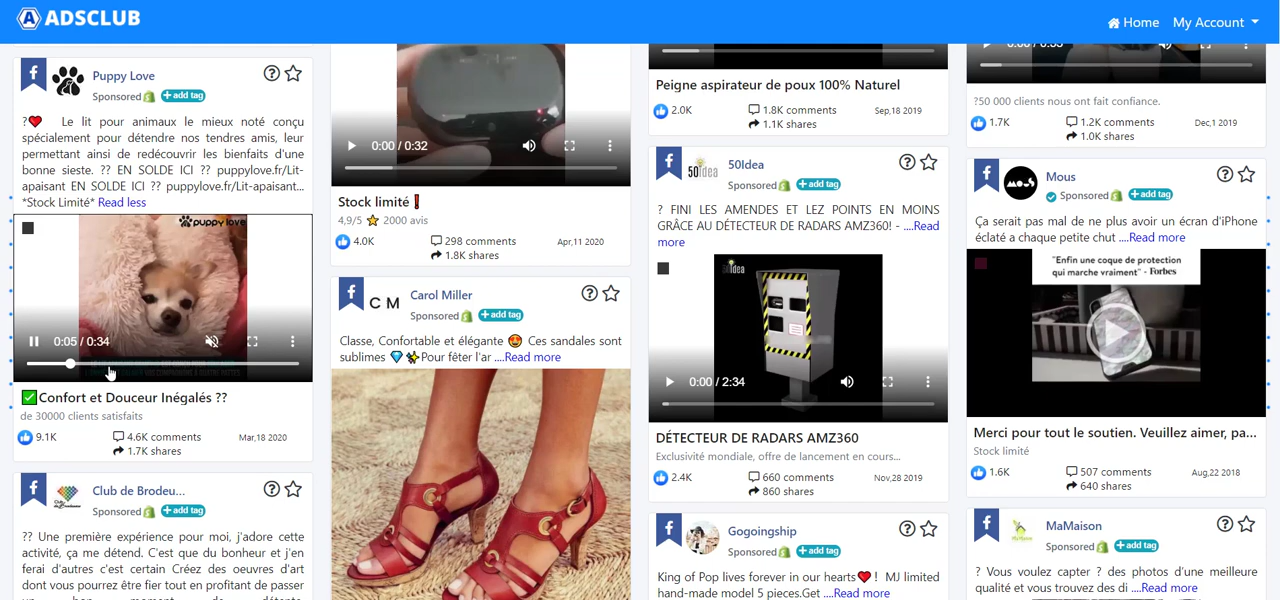 ADSCLUB
Home
My Account
Puppy Love
Sponsored
+ add tag
?❤ Le lit pour animaux le mieux noté conçu
spécialement pour détendre nos tendres amis, leur
permettant ainsi de redécouvrir les bienfaits d'une
bonne sieste. ?? EN SOLDE ICI ?? puppylove.fr/Lit-
apaisant EN SOLDE ICI ?? puppylove.fr/Lit-apaisant...
*Stock Limité* Read less
puppy love
0:05 / 0:34
✅Confort et Douceur Inégalés ??
de 30000 clients satisfaits
9.1K
4.6K comments
1.7K shares
Mar,18 2020
Club de Brodeu...
Sponsored
+ add tag
?? Une première expérience pour moi, j'adore cette
activité, ça me détend. C'est que du bonheur et j'en
ferai d'autres c'est certain Créez des oeuvres d'art
dont vous pourrez être fier tout en profitant de passer
un bon moment de détente.
0:00 / 0:32
Stock limité❗
4,9/5 ⭐ 2000 avis
4.0K
298 comments
1.8K shares
Apr,11 2020
C M
Carol Miller
Sponsored
+ add tag
Classe, Confortable et élégante 😍 Ces sandales sont
sublimes 💎 ✨Pour fêter l'ar ....Read more
Peigne aspirateur de poux 100% Naturel
2.0K
1.8K comments
1.1K shares
Sep,18 2019
50Idea
50Idea
Sponsored
+ add tag
? FINI LES AMENDES ET LEZ POINTS EN MOINS
GRÂCE AU DÉTECTEUR DE RADARS AMZ360! - ....Read
more
50Idea
0:00 / 2:34
DÉTECTEUR DE RADARS AMZ360
Exclusivité mondiale, offre de lancement en cours...
2.4K
660 comments
860 shares
Nov,28 2019
Gogoingship
Sponsored
+ add tag
King of Pop lives forever in our hearts❤ ! MJ limited
hand-made model 5 pieces.Get ....Read more
0:00 / 0:33
?50 000 clients nous ont fait confiance.
1.7K
1.2K comments
1.0K shares
Dec,1 2019
MOUS
Mous
Sponsored
+ add tag
Ça serait pas mal de ne plus avoir un écran d'iPhone
éclaté a chaque petite chut ....Read more
"Enfin une coque de protection
qui marche vraiment" - Forbes
Merci pour tout le soutien. Veuillez aimer, pa...
Stock limité
1.6K
507 comments
640 shares
Aug,22 2018
MaMaison
Sponsored
+ add tag
? Vous voulez capter ? des photos d'une meilleure
qualité et vous trouvez des di ....Read more